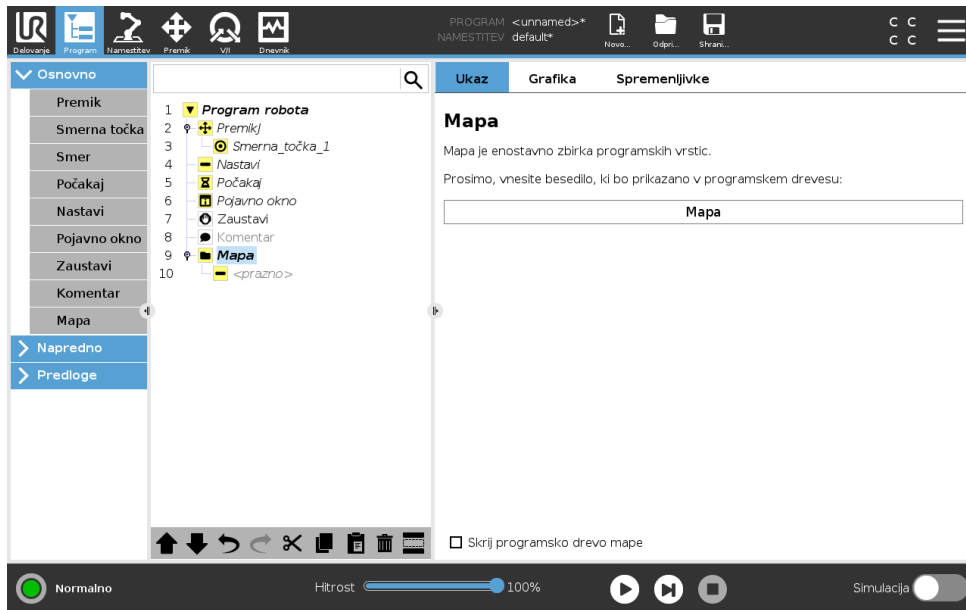 UR
PROGRAM <unnamed>*
NAMESTITEV default*
Delovanje Program Namestitev Premik V/I Dnevnik Novo... Odpri... Shrani...
C C
C C
Osnovno
Premik
Smerna točka
Smer
Počakaj
Nastavi
Pojavno okno
Zaustavi
Komentar
Mapa
Napredno
Predloge
1 Program robota
2 PremikJ
3 Smerna_točka_1
4 Nastavi
5 Počakaj
6 Pojavno okno
7 Zaustavi
8 Komentar
9 Mapa
10 <prazno>
Ukaz Grafika Spremenljivke
Mapa
Mapa je enostavno zbirka programskih vrstic.
Prosimo, vnesite besedilo, ki bo prikazano v programskem drevesu:
Mapa
Skrij programsko drevo mape
Normalno Hitrost 100% Simulacija